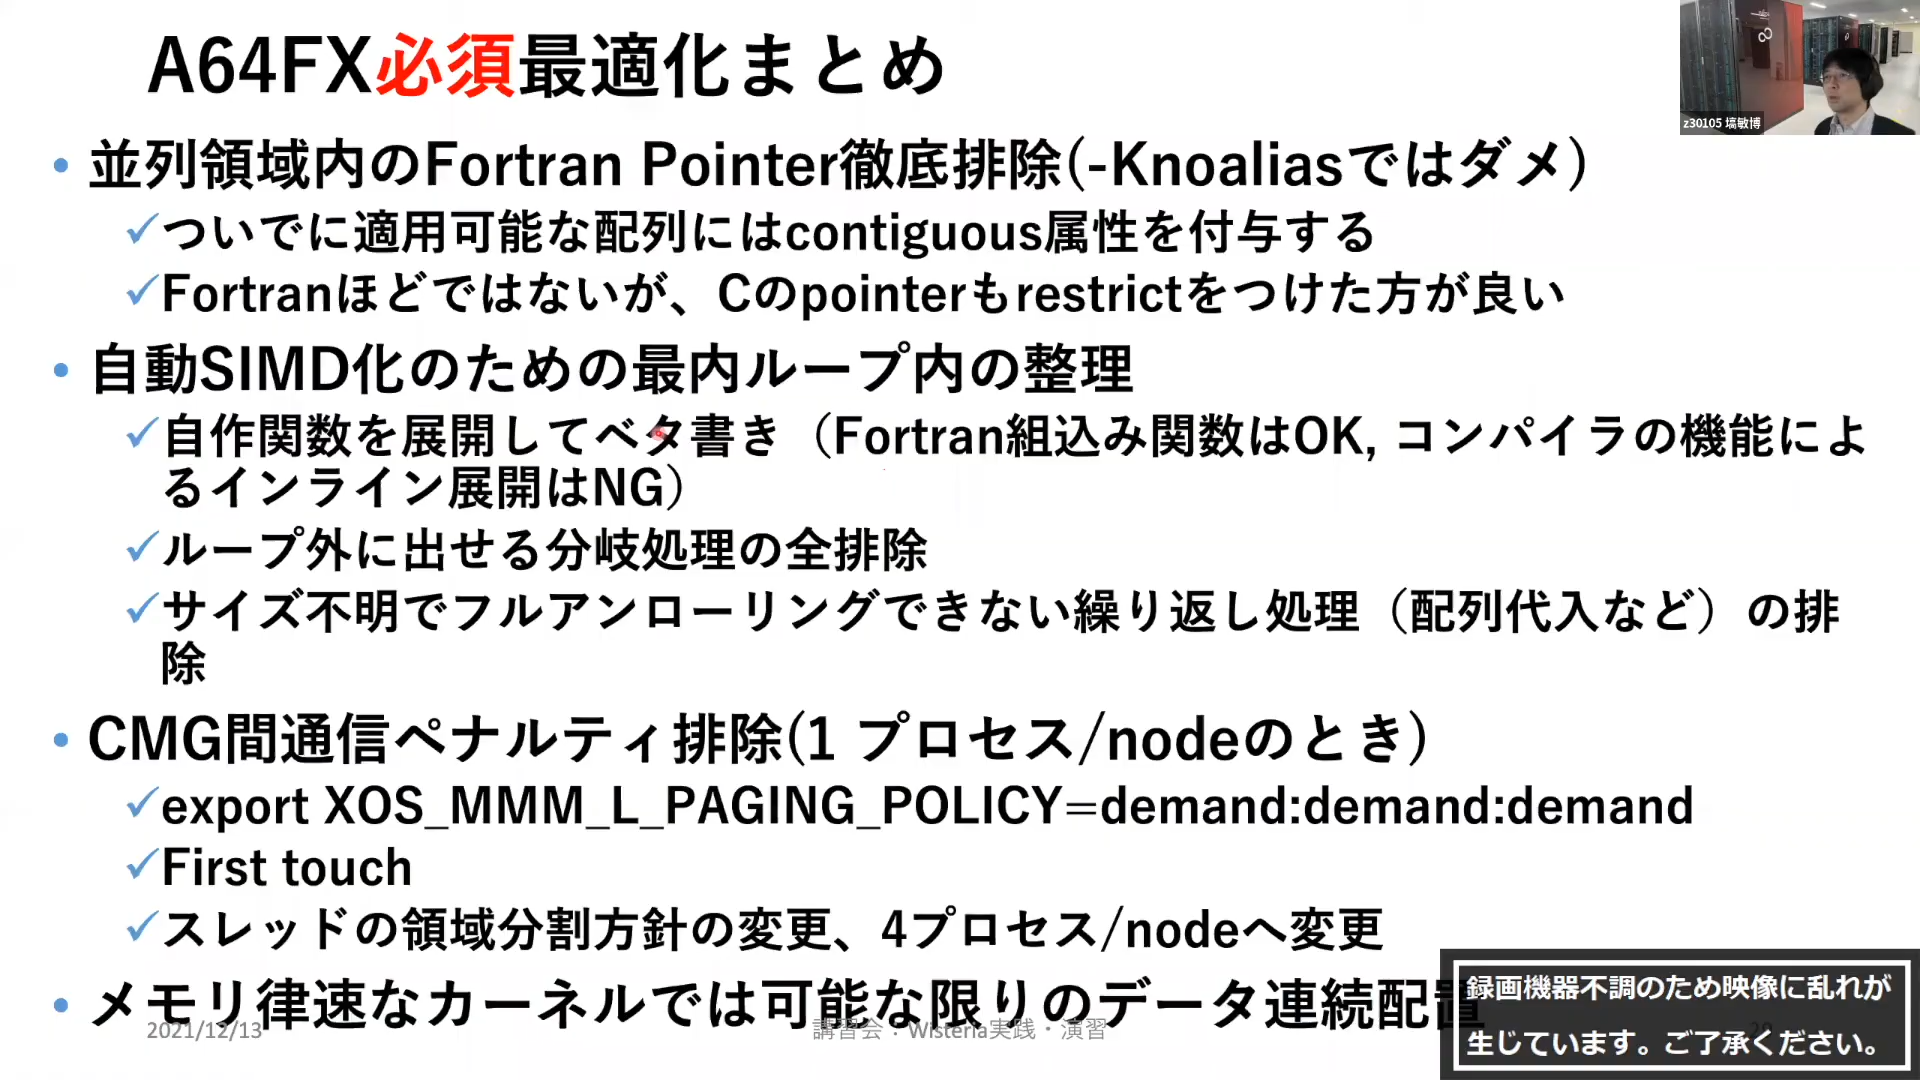 A64FX必須最適化まとめ
z30105 塙敏博
• 並列領域内のFortran Pointer徹底排除(-Knoaliasではダメ)
✓ついでに適用可能な配列にはcontiguous属性を付与する
✓Fortranほどではないが、Cのpointerもrestrictをつけた方が良い
• 自動SIMD化のための最内ループ内の整理
✓自作関数を展開してベタ書き（Fortran組込み関数はOK, コンパイラの機能によ
るインライン展開はNG）
✓ループ外に出せる分岐処理の全排除
✓サイズ不明でフルアンローリングできない繰り返し処理（配列代入など）の排
除
• CMG間通信ペナルティ排除(1 プロセス/nodeのとき)
✓export XOS_MMM_L_PAGING_POLICY=demand:demand:demand
✓First touch
✓スレッドの領域分割方針の変更、4プロセス/nodeへ変更
• メモリ律速なカーネルでは可能な限りのデータ連続配置
2021/12/13
講習会：Wisteria実践・演習
録画機器不調のため映像に乱れが
生じています。ご了承ください。